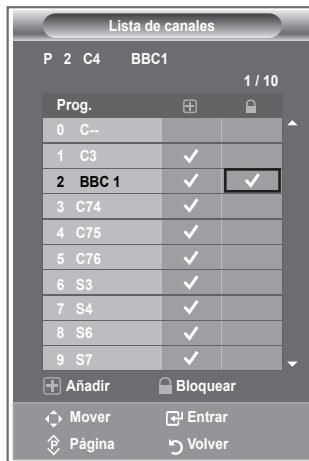 Lista de canales
P 2 C4 BBC1
1 / 10
Prog.
0 C--
1 C3
2 BBC 1
3 C74
4 C75
5 C76
6 S3
7 S4
8 S6
9 S7
Añadir Bloquear
Mover Entrar
P Página Volver